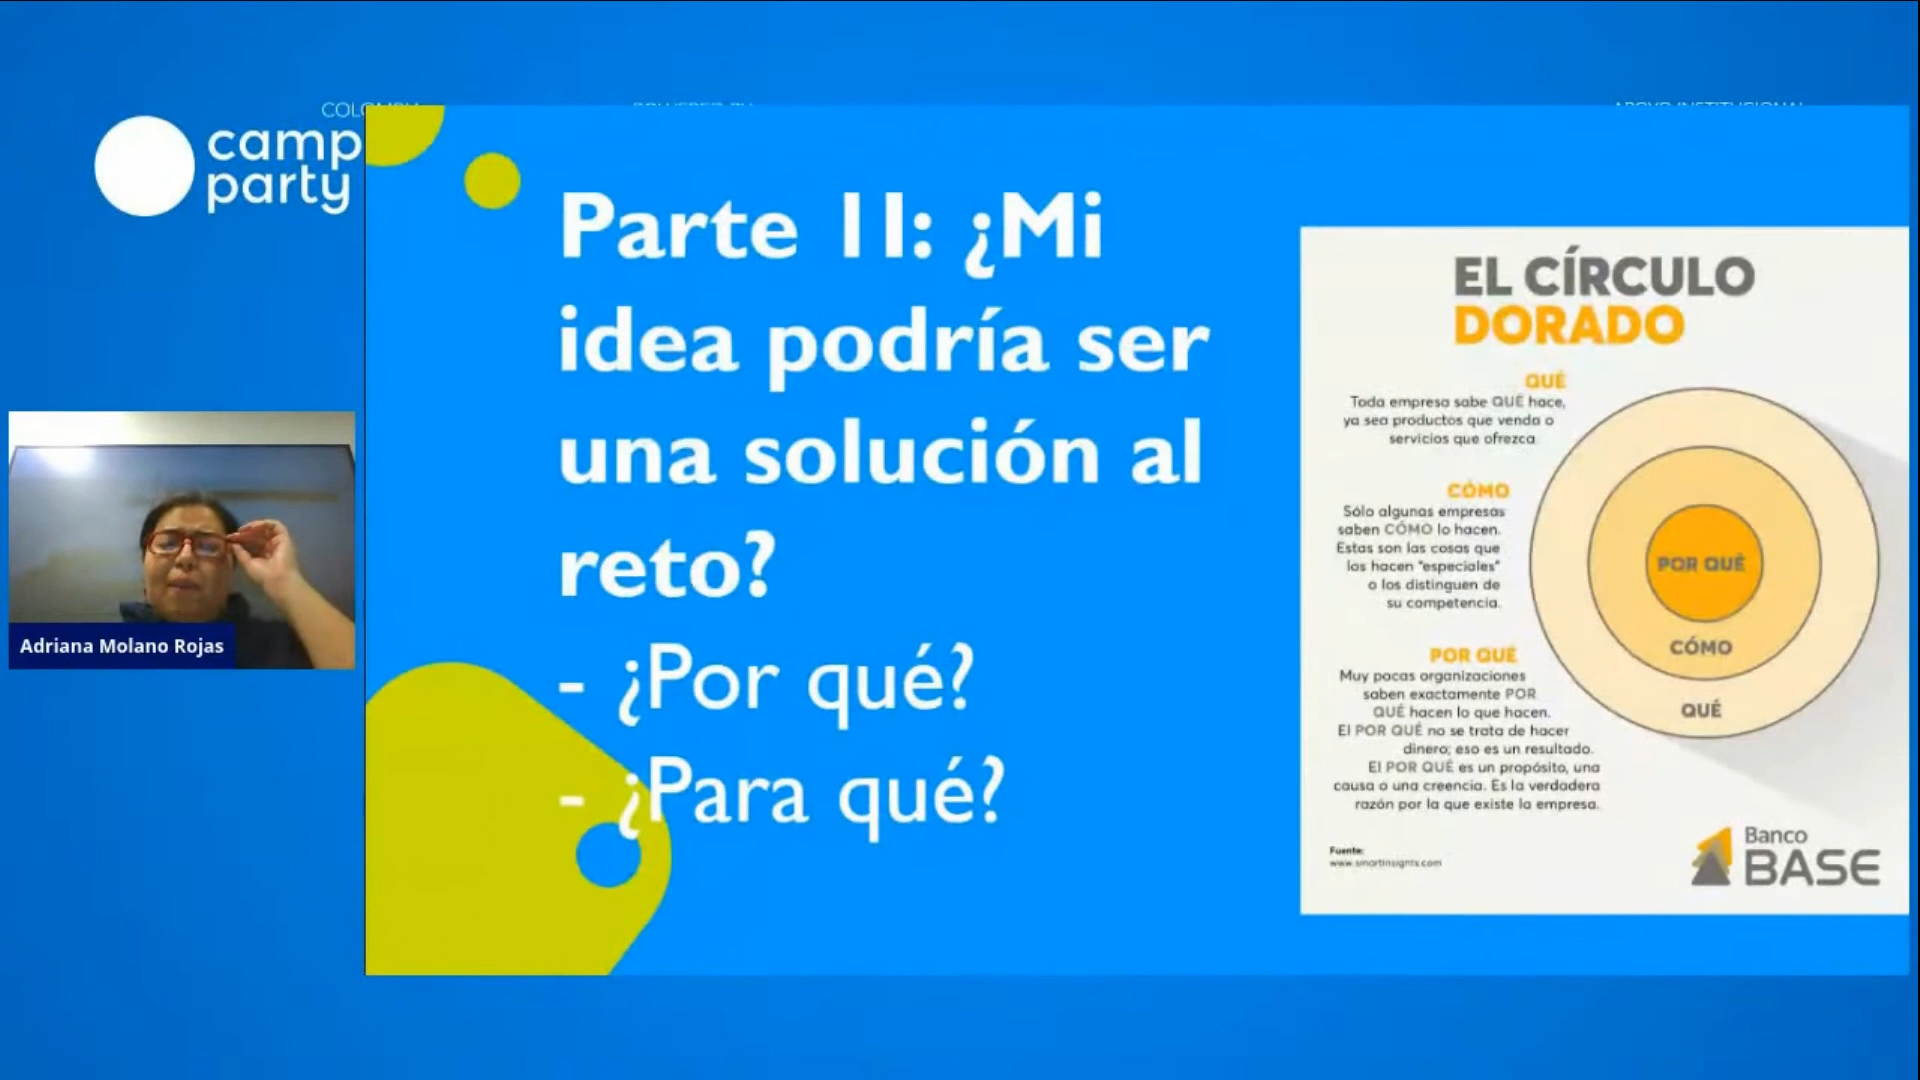 camp
party
Adriana Molano Rojas
Parte II: ¿Mi
idea podría ser
una solución al
reto?
- ¿Por qué?
- ¿Para qué?
EL CÍRCULO
DORADO
QUÉ
Toda empresa sabe QUÉ hace,
ya sea productos que venda o
servicios que ofrezca.
CÓMO
Sólo algunas empresas
saben CÓMO lo hacen.
Estas son las cosas que
los hacen "especiales"
o los distinguen de
su competencia.
POR QUÉ
Muy pocas organizaciones
saben exactamente POR
QUÉ hacen lo que hacen.
El POR QUÉ no se trata de hacer
dinero; eso es un resultado.
El POR QUÉ es un propósito, una
causa o una creencia. Es la verdadera
razón por la que existe la empresa.
POR QUÉ
CÓMO
QUÉ
Fuente:
www.smartinsights.com
Banco
BASE